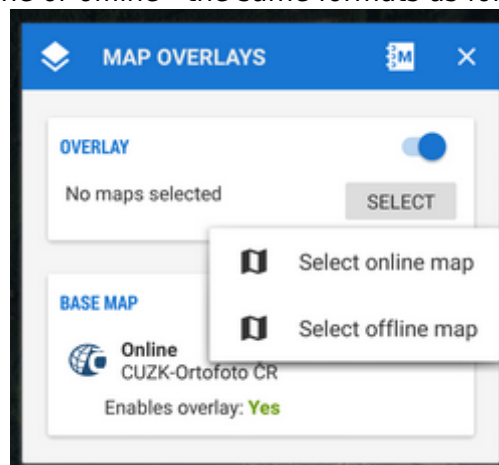 MAP OVERLAYS
M
OVERLAY
No maps selected
SELECT
Select online map
Select offline map
BASE MAP
Online
CUZK-Ortofoto ČR
Enables overlay: Yes